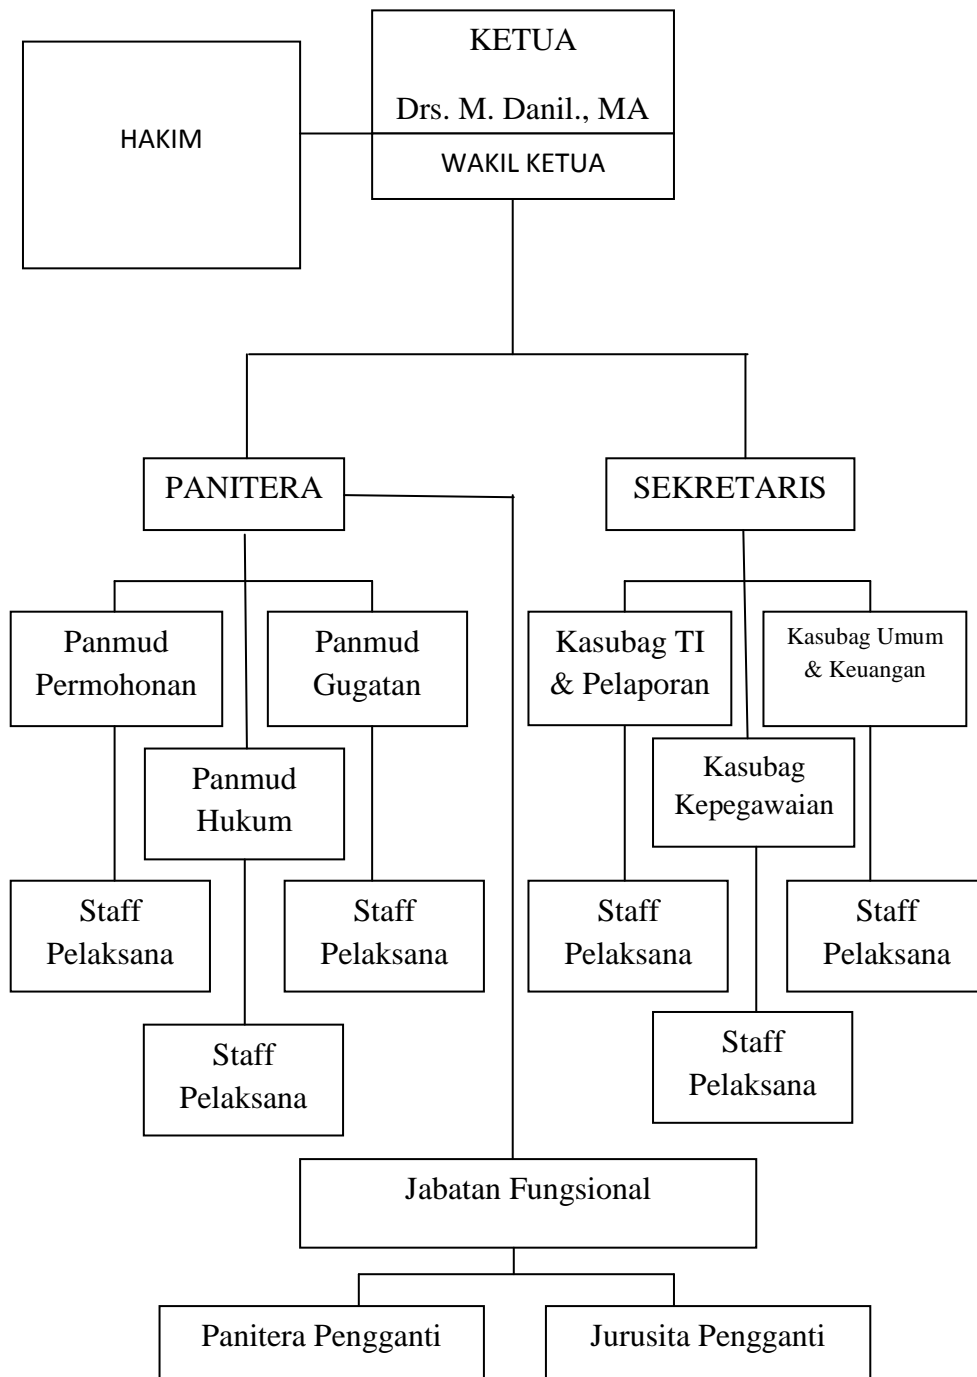 KETUA
Drs. M. Danil., MA
HAKIM
WAKIL KETUA
PANITERA
SEKRETARIS
Panmud
Permohonan
Panmud
Gugatan
Kasubag TI
& Pelaporan
Kasubag Umum
& Keuangan
Panmud
Hukum
Kasubag
Kepegawaian
Staff
Pelaksana
Staff
Pelaksana
Staff
Pelaksana
Staff
Pelaksana
Staff
Pelaksana
Staff
Pelaksana
Jabatan Fungsional
Panitera Pengganti
Jurusita Pengganti